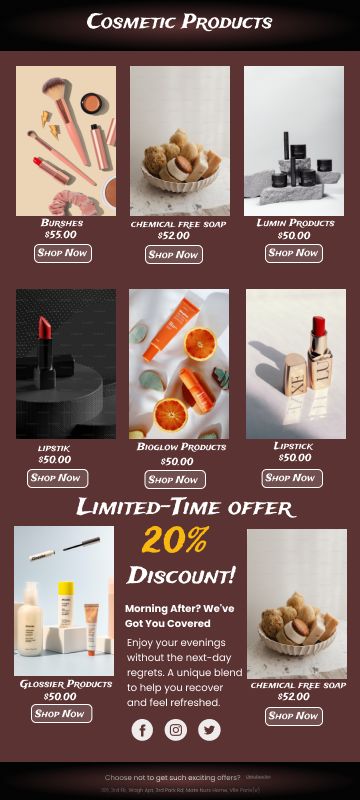 Cosmetic Products
Burshes
$55.00
Shop Now
chemical free soap
$52.00
Shop Now
Lumin Products
$50.00
Shop Now
lipstik
$50.00
Shop Now
Bioglow Products
$50.00
Shop Now
Lipstick
$50.00
Shop Now
Limited-Time offer
20%
Discount!
Morning After? We've
Got You Covered
Enjoy your evenings
without the next-day
regrets. A unique blend
to help you recover
and feel refreshed.
Glossier Products
$50.00
Shop Now
chemical free soap
$52.00
Shop Now
Choose not to get such exciting offers?